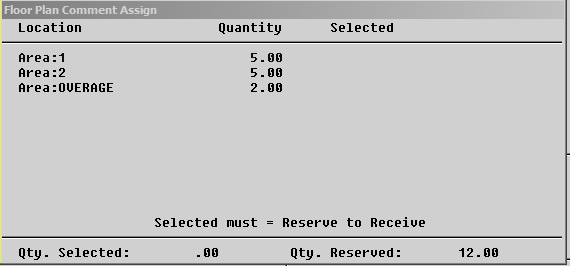 Floor Plan Comment Assign
Location Quantity Selected
Area:1 5.00
Area:2 5.00
Area:OVERAGE 2.00
Selected must = Reserve to Receive
Qty. Selected: .00 Qty. Reserved: 12.00